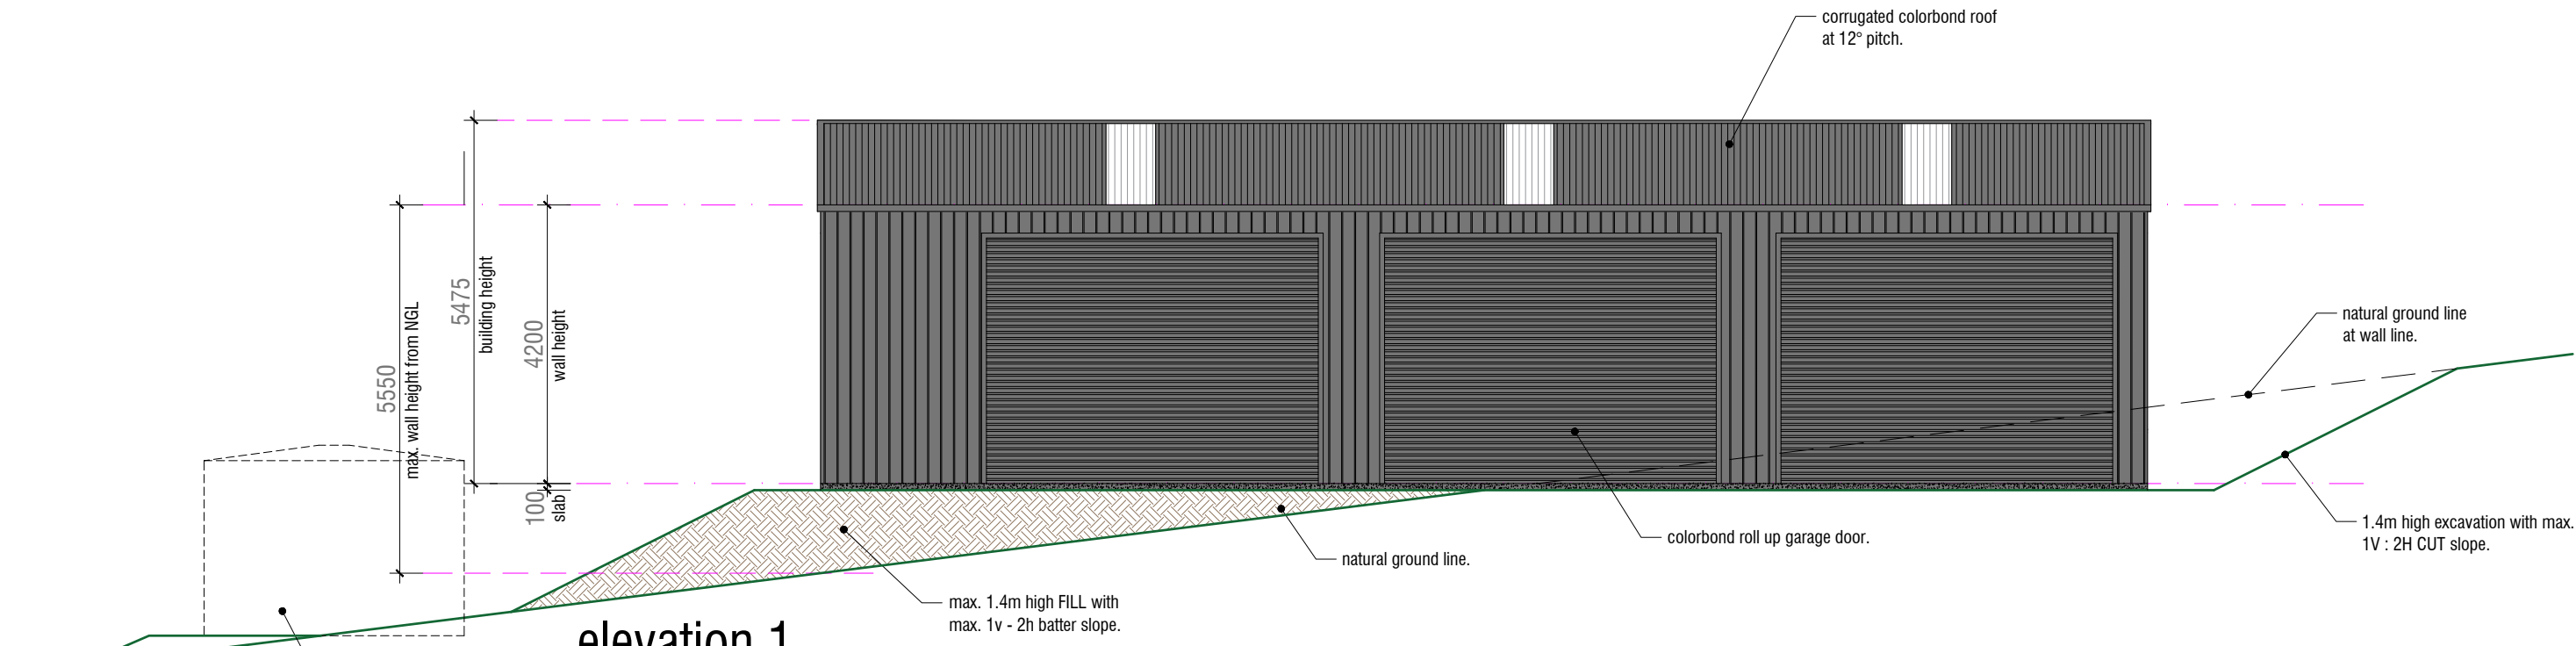 corrugated colorbond roof
at 12° pitch.
5550
max. wall height from NGL
5475
building height
4200
wall height
100
slab
natural ground line
at wall line.
1.4m high excavation with max.
1V : 2H CUT slope.
colorbond roll up garage door.
natural ground line.
max. 1.4m high FILL with
max. 1v - 2h batter slope.
elevation 1